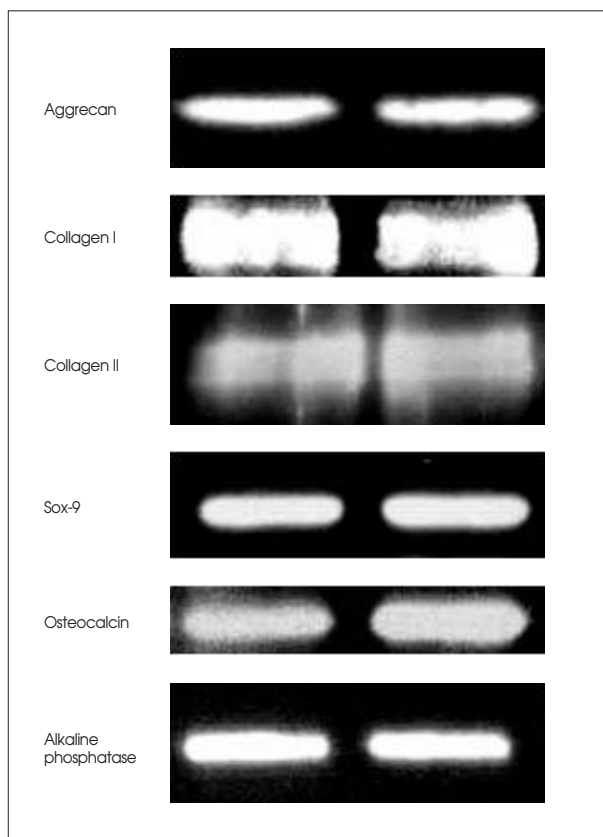 Aggrecan
Collagen I
Collagen II
Sox-9
Osteocalcin
Alkaline
phosphatase